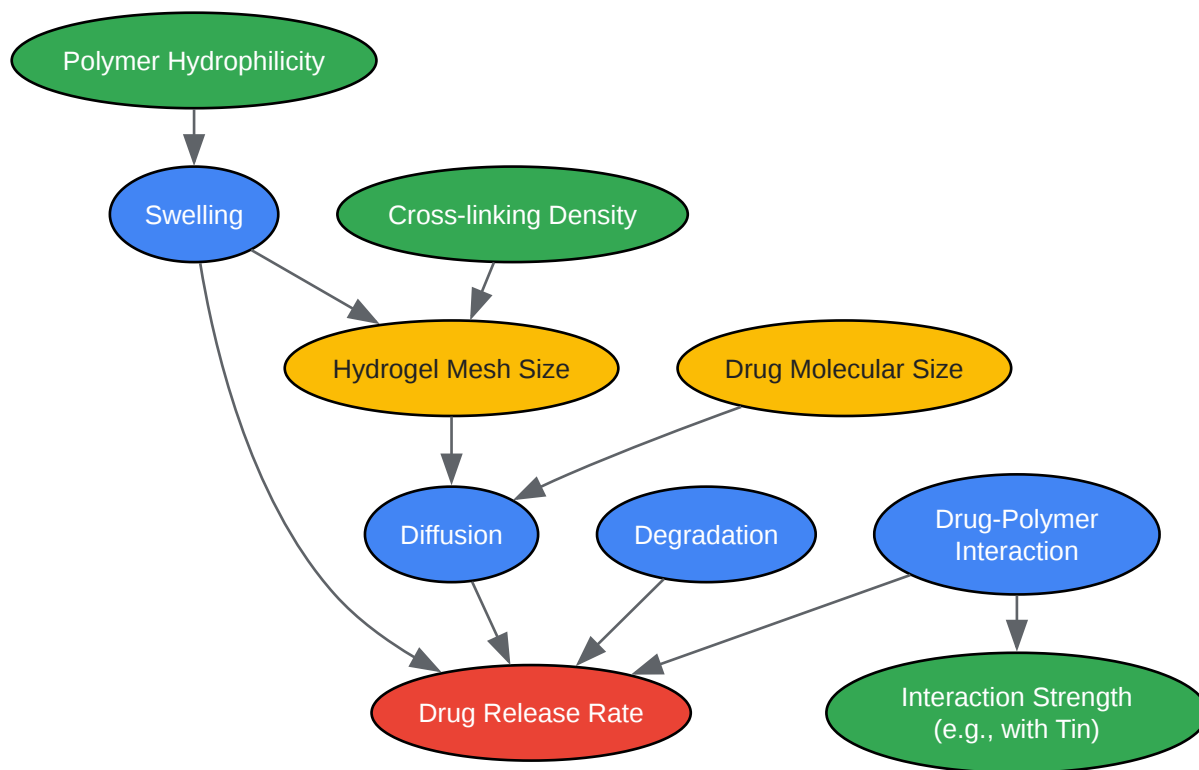 Polymer Hydrophilicity
Swelling
Cross-linking Density
Hydrogel Mesh Size
Drug Molecular Size
Diffusion
Degradation
Drug-Polymer
Interaction
Drug Release Rate
Interaction Strength
(e.g., with Tin)